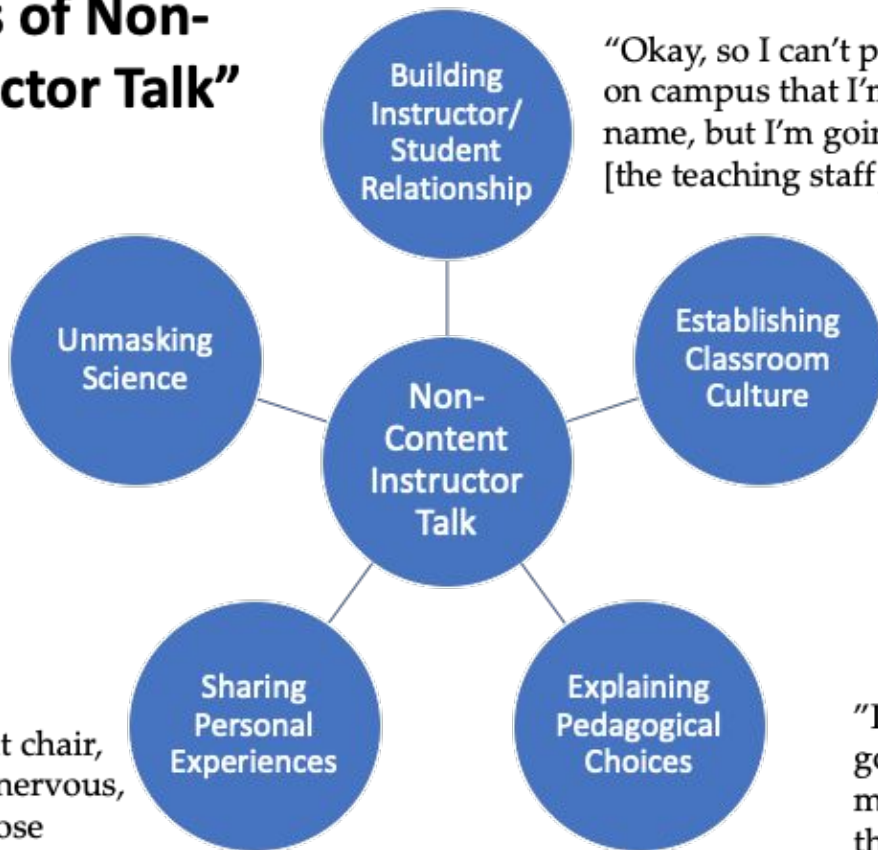 s of Non-
ctor Talk”
“Okay, so I can’t p
on campus that I’m
name, but I’m goin
[the teaching staff
Building
Instructor/
Student
Relationship
Unmasking
Science
Establishing
Classroom
Culture
Non-
Content
Instructor
Talk
Sharing
Personal
Experiences
Explaining
Pedagogical
Choices
t chair,
nervous,
ose
go
m
th